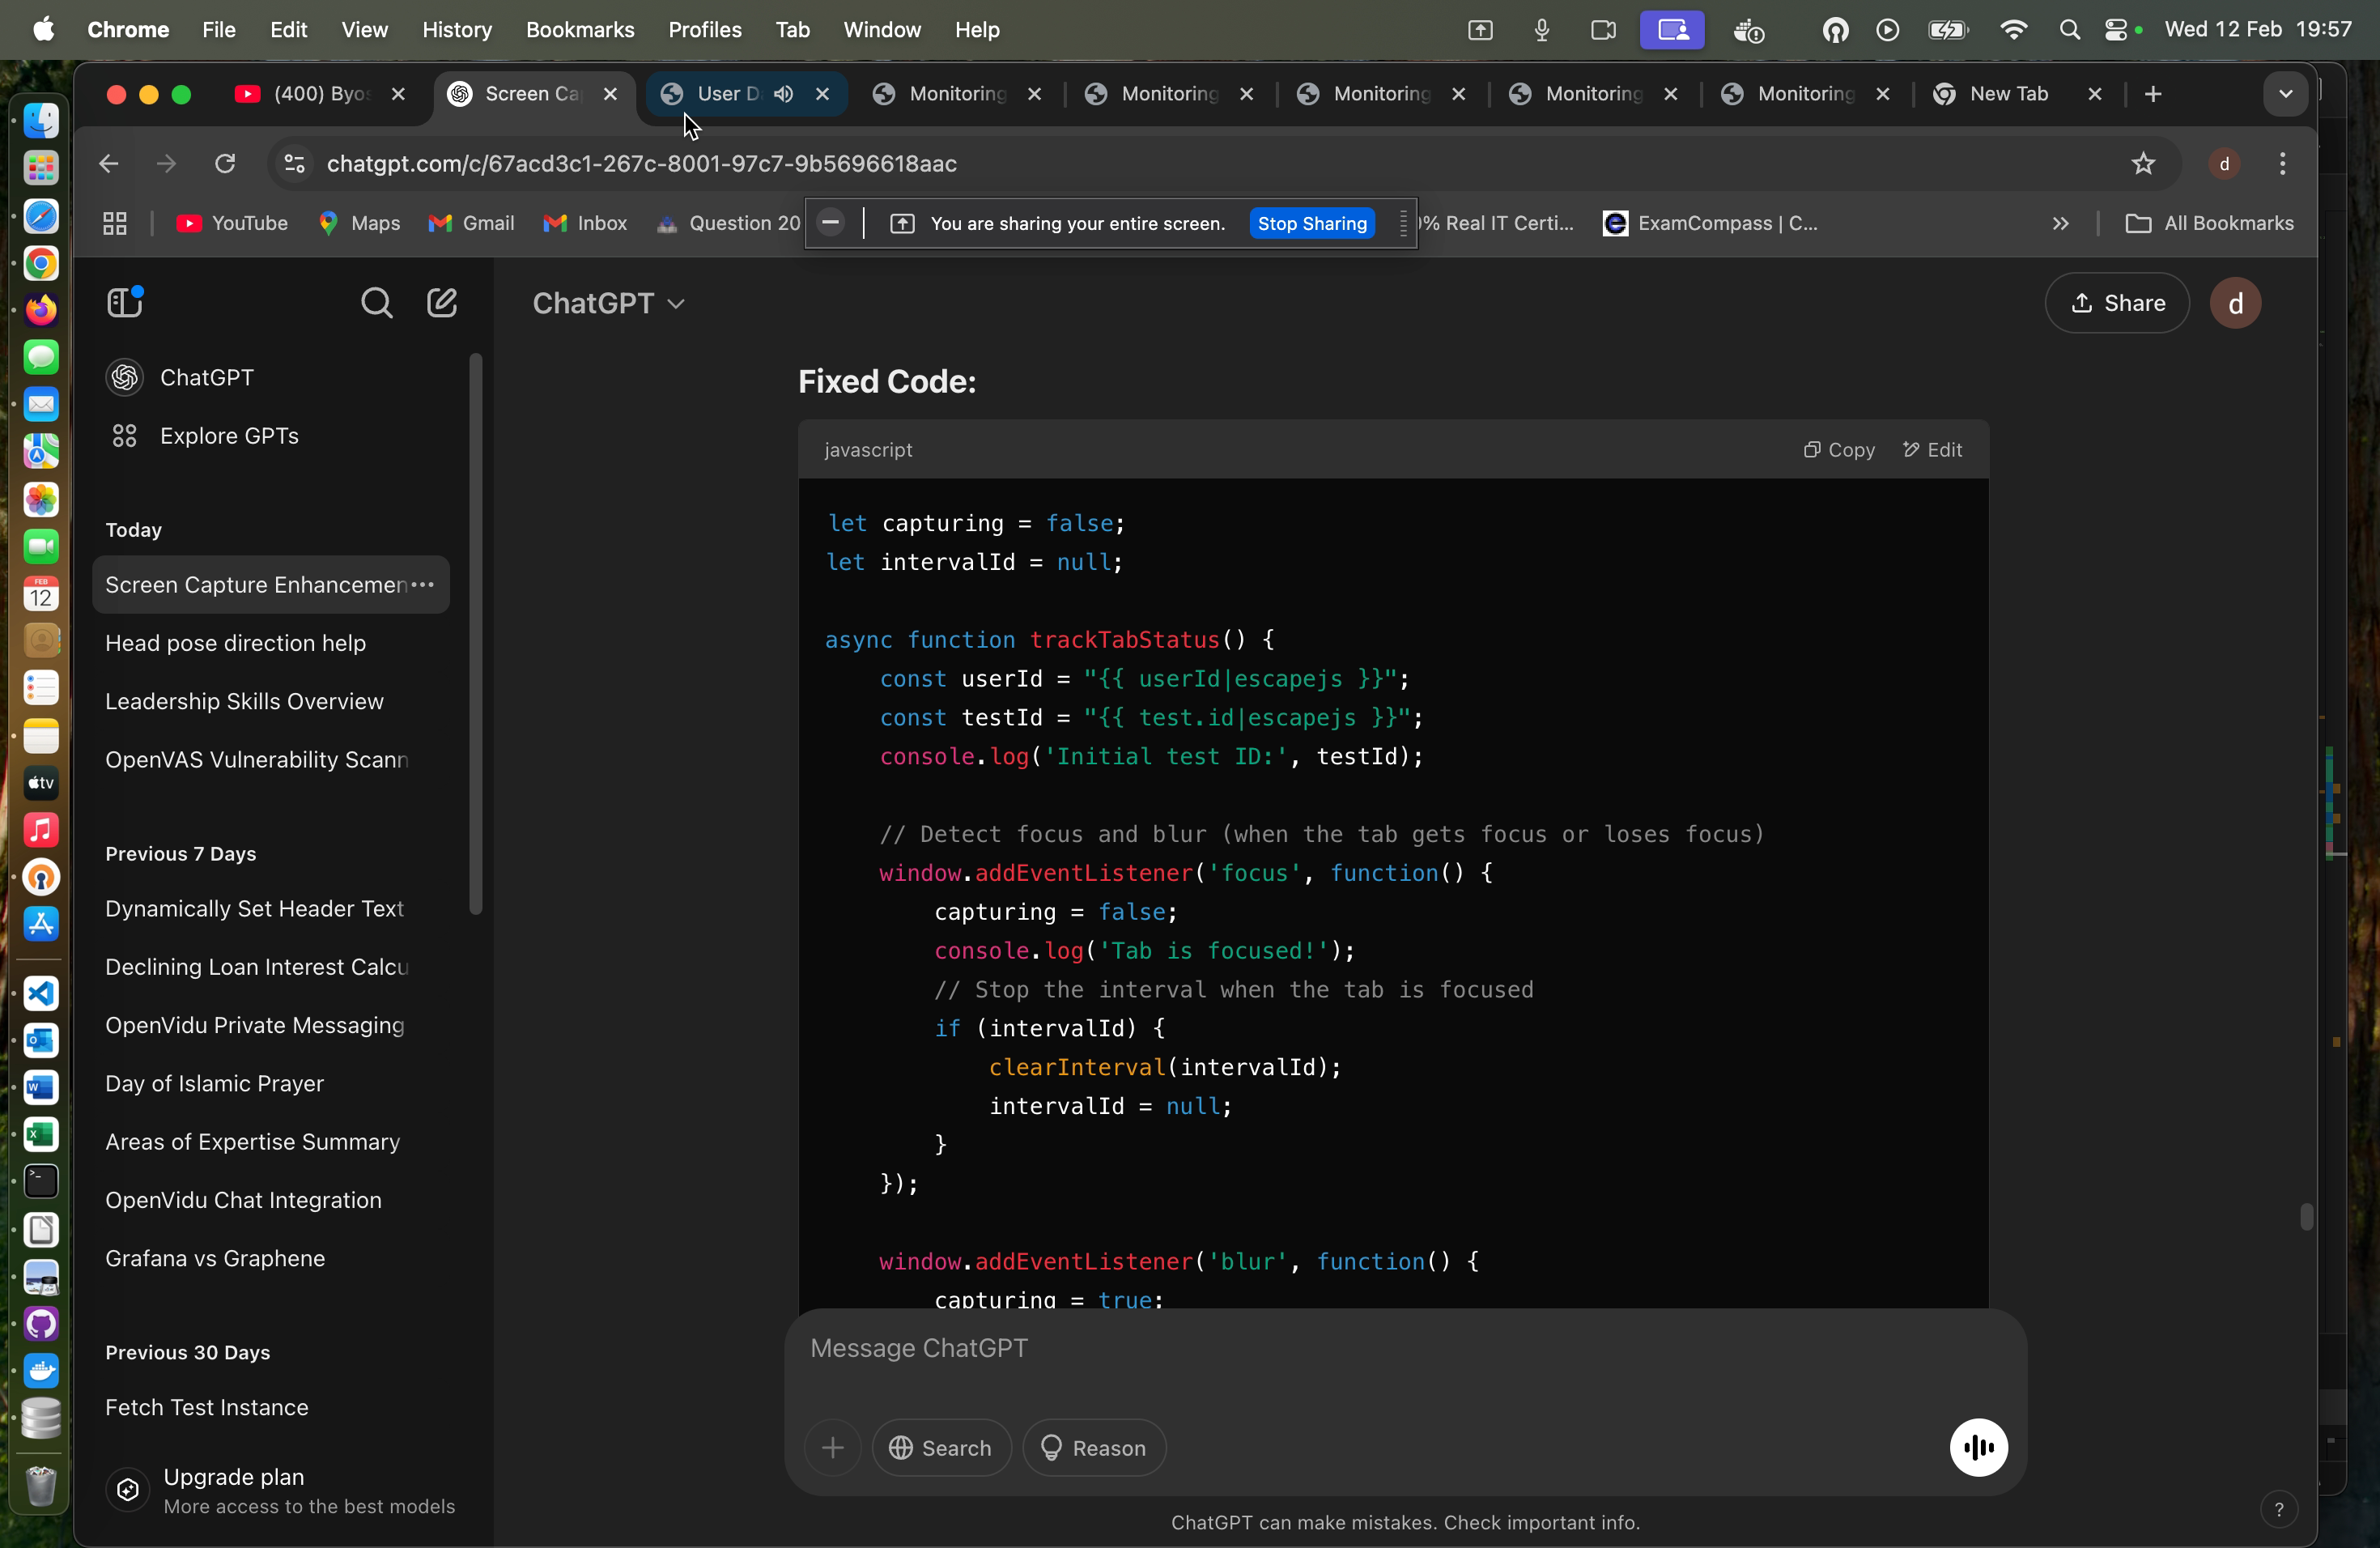 Chrome File Edit View History Bookmarks Profiles Tab Window Help Wed 12 Feb 19:57
(400) Byos Screen Ca User D Monitoring Monitoring Monitoring Monitoring Monitoring New Tab
chatgpt.com/c/67acd3c1-267c-8001-97c7-9b5696618aac d
YouTube Maps Gmail Inbox Question 20 You are sharing your entire screen. Stop Sharing % Real IT Certi... ExamCompass | C... All Bookmarks
ChatGPT Share d
ChatGPT
Explore GPTs
Today
Screen Capture Enhancemen
Head pose direction help
Leadership Skills Overview
OpenVAS Vulnerability Scann
Previous 7 Days
Dynamically Set Header Text
Declining Loan Interest Calcu
OpenVidu Private Messaging
Day of Islamic Prayer
Areas of Expertise Summary
OpenVidu Chat Integration
Grafana vs Graphene
Previous 30 Days
Fetch Test Instance
Upgrade plan
More access to the best models
Fixed Code:
javascript Copy Edit
let capturing = false;
let intervalId = null;
async function trackTabStatus() {
const userId = "{{ userId|escapejs }}";
const testId = "{{ test.id|escapejs }}";
console.log('Initial test ID:', testId);
// Detect focus and blur (when the tab gets focus or loses focus)
window.addEventListener('focus', function() {
capturing = false;
console.log('Tab is focused!');
// Stop the interval when the tab is focused
if (intervalId) {
clearInterval(intervalId);
intervalId = null;
}
});
window.addEventListener('blur', function() {
capturing = true;
Message ChatGPT
Search Reason
ChatGPT can make mistakes. Check important info.
?
FEB
12
tv